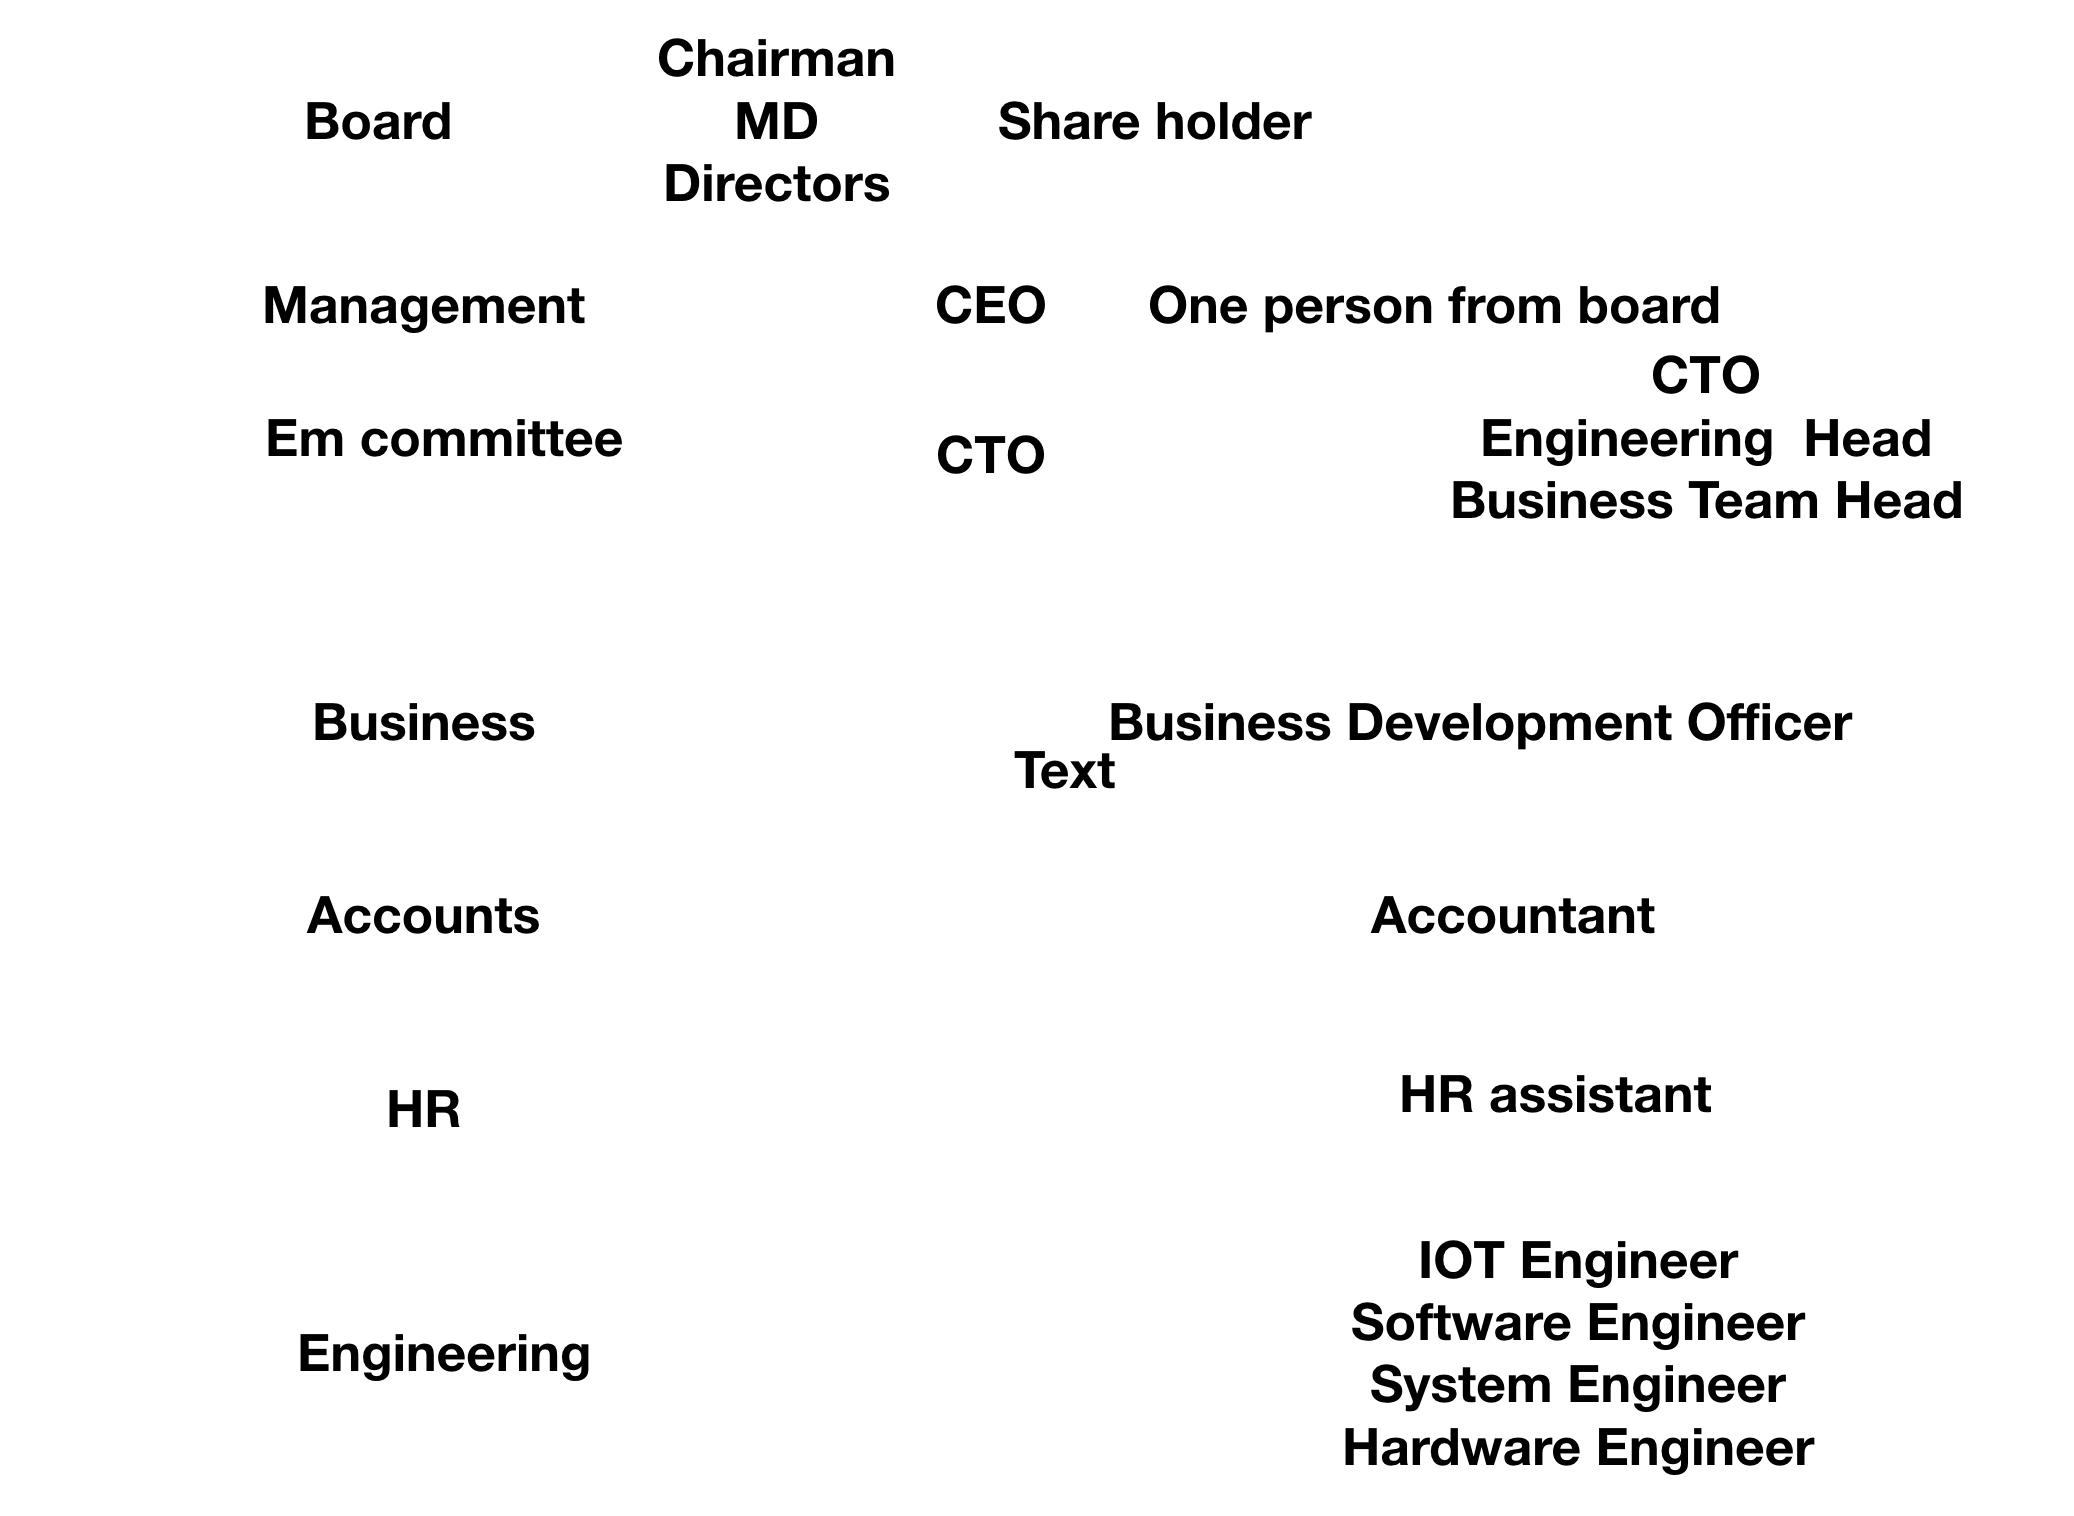 Chairman
Board MD Share holder
Directors
Management CEO One person from board
CTO
Em committee CTO Engineering  Head
Business Team Head
Business Business Development Officer
Text
Accounts Accountant
HR HR assistant
IOT Engineer
Software Engineer
Engineering
System Engineer
Hardware Engineer